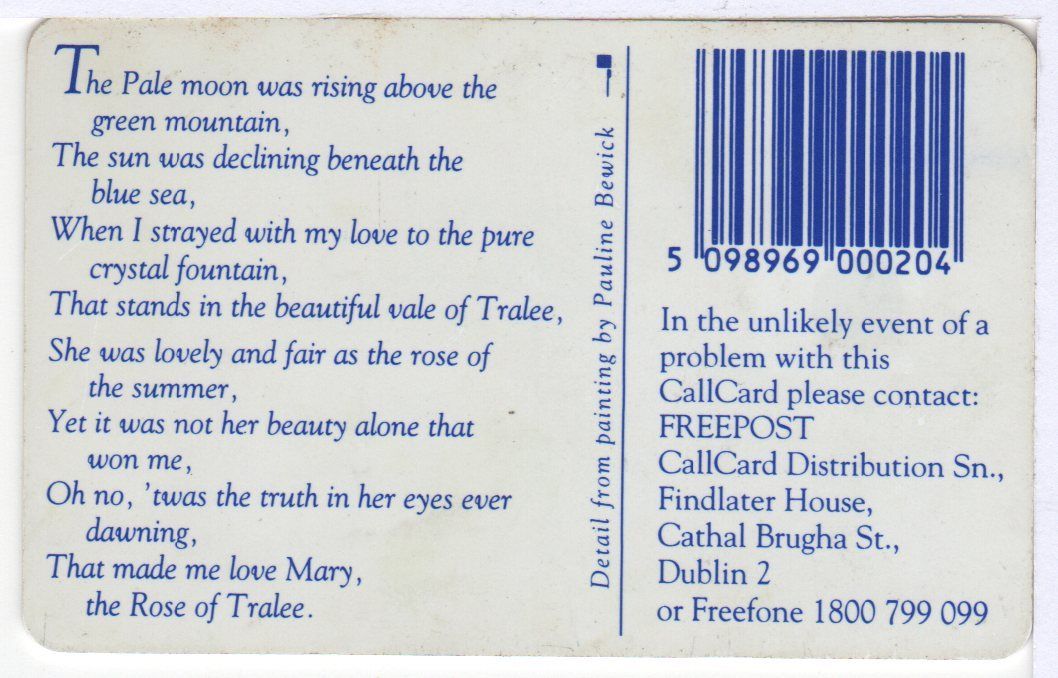 The Pale moon was rising above the
green mountain,
The sun was declining beneath the
blue sea,
When I strayed with my love to the pure
crystal fountain,
That stands in the beautiful vale of Tralee,
She was lovely and fair as the rose of
the summer,
Yet it was not her beauty alone that
won me,
Oh no, 'twas the truth in her eyes ever
dawning,
That made me love Mary,
the Rose of Tralee.
Detail from painting by Pauline Bewick
5 098969 000204
In the unlikely event of a
problem with this
CallCard please contact:
FREEPOST
CallCard Distribution Sn.,
Findlater House,
Cathal Brugha St.,
Dublin 2
or Freefone 1800 799 099